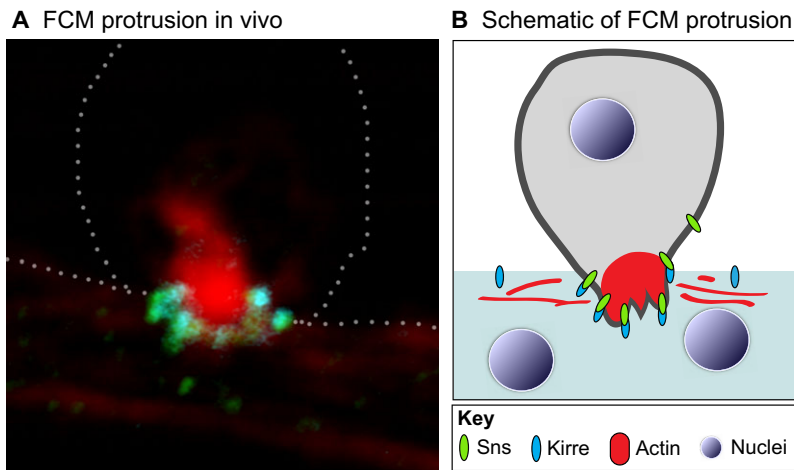 A FCM protrusion in vivo
B Schematic of FCM protrusion
Key
Sns Kirre Actin Nuclei